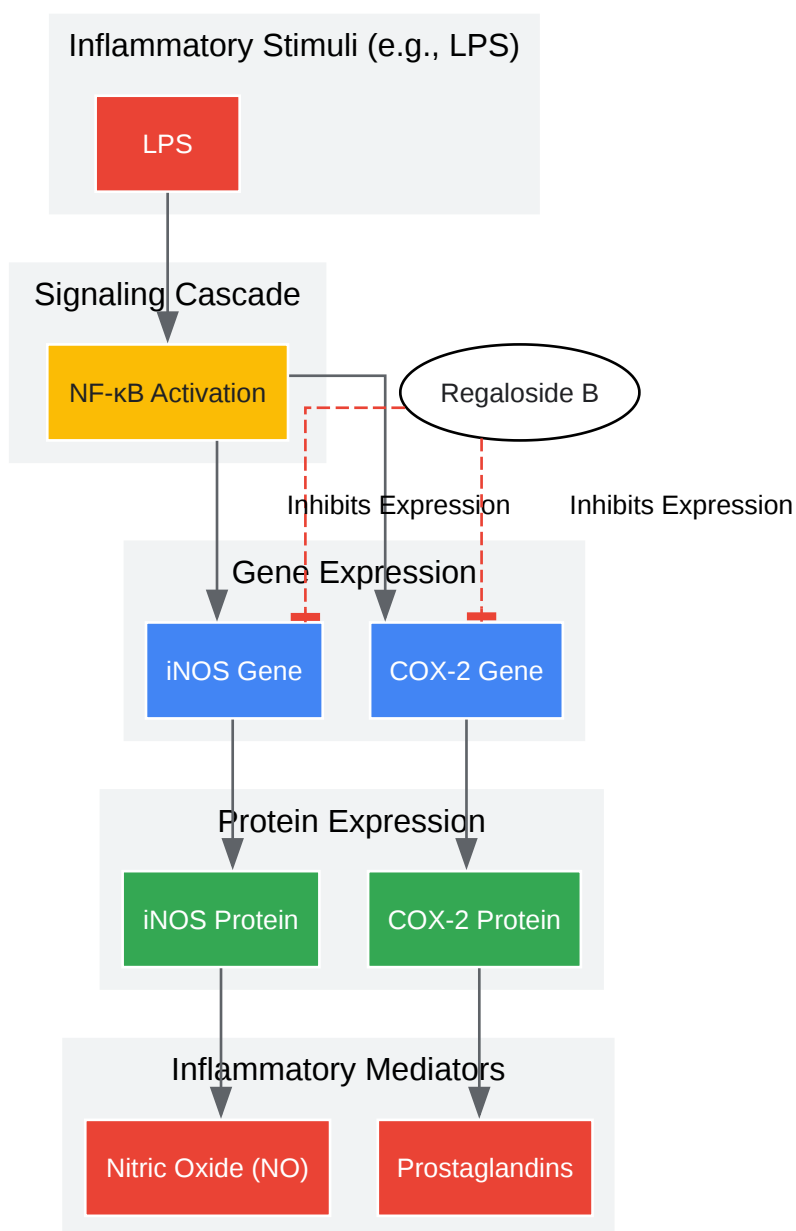 Inflammatory Stimuli (e.g., LPS)
LPS
Signaling Cascade
NF-κB Activation
Regaloside B
Inhibits Expression
Inhibits Expression
Gene Expression
iNOS Gene
COX-2 Gene
Protein Expression
iNOS Protein
COX-2 Protein
Inflammatory Mediators
Nitric Oxide (NO)
Prostaglandins